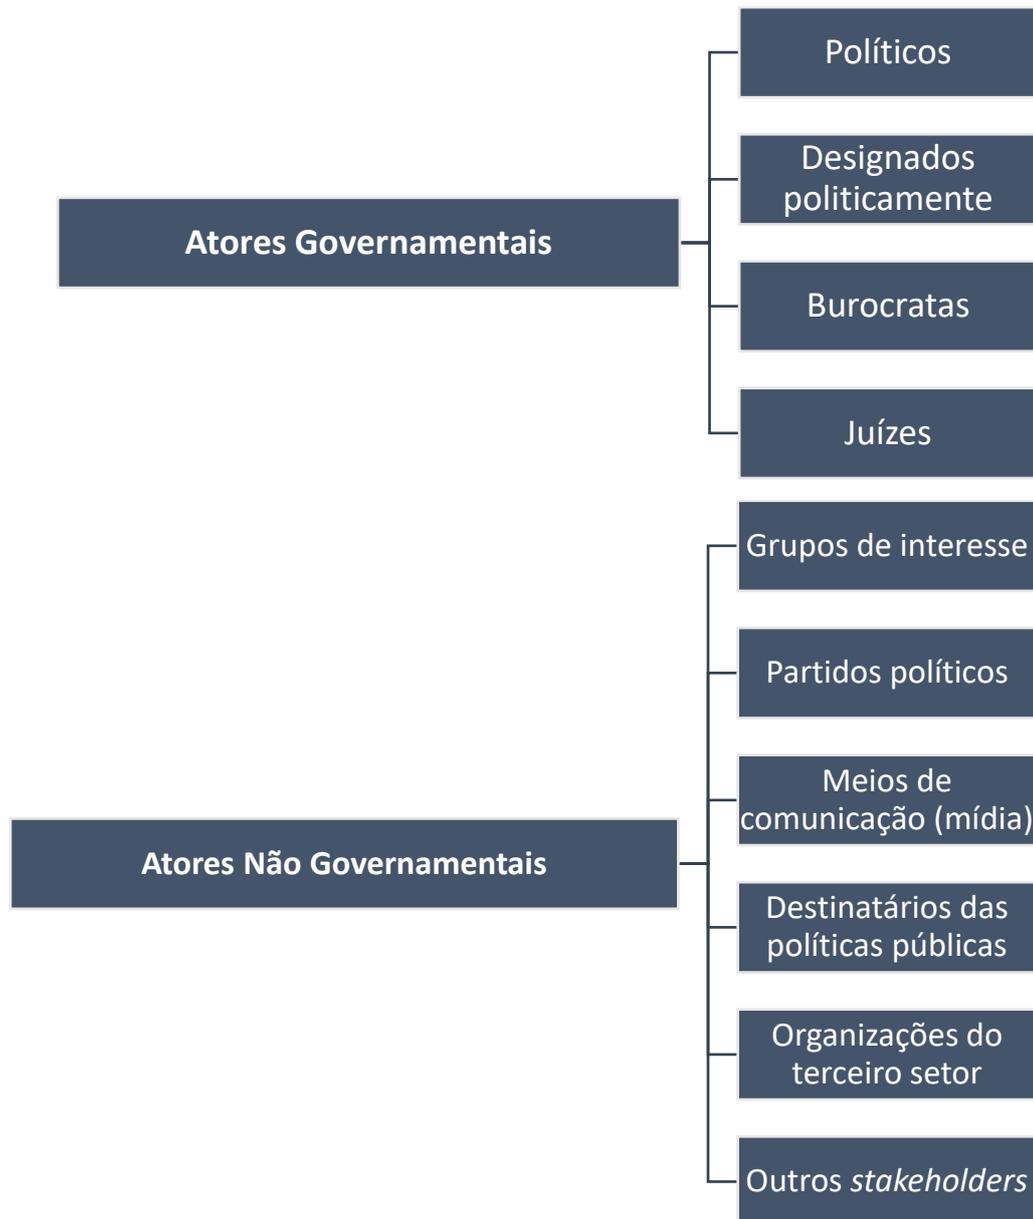 Atores Governamentais
Políticos
Designados
politicamente
Burocratas
Juízes
Atores Não Governamentais
Grupos de interesse
Partidos políticos
Meios de
comunicação (mídia)
Destinatários das
políticas públicas
Organizações do
terceiro setor
Outros stakeholders